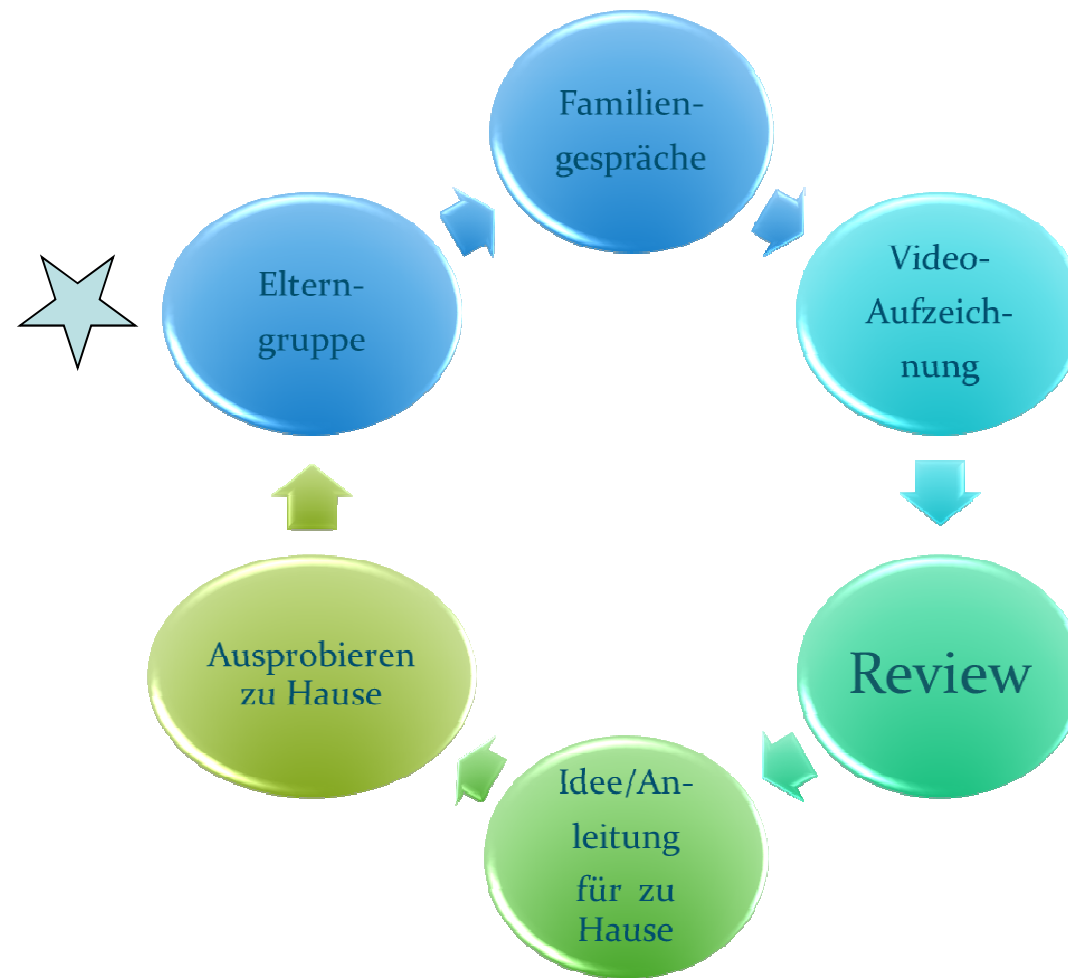 Familien-
gespräche
Video-
Aufzeich-
nung
Review
Idee/An-
leitung
für zu
Hause
Ausprobieren
zu Hause
Eltern-
gruppe